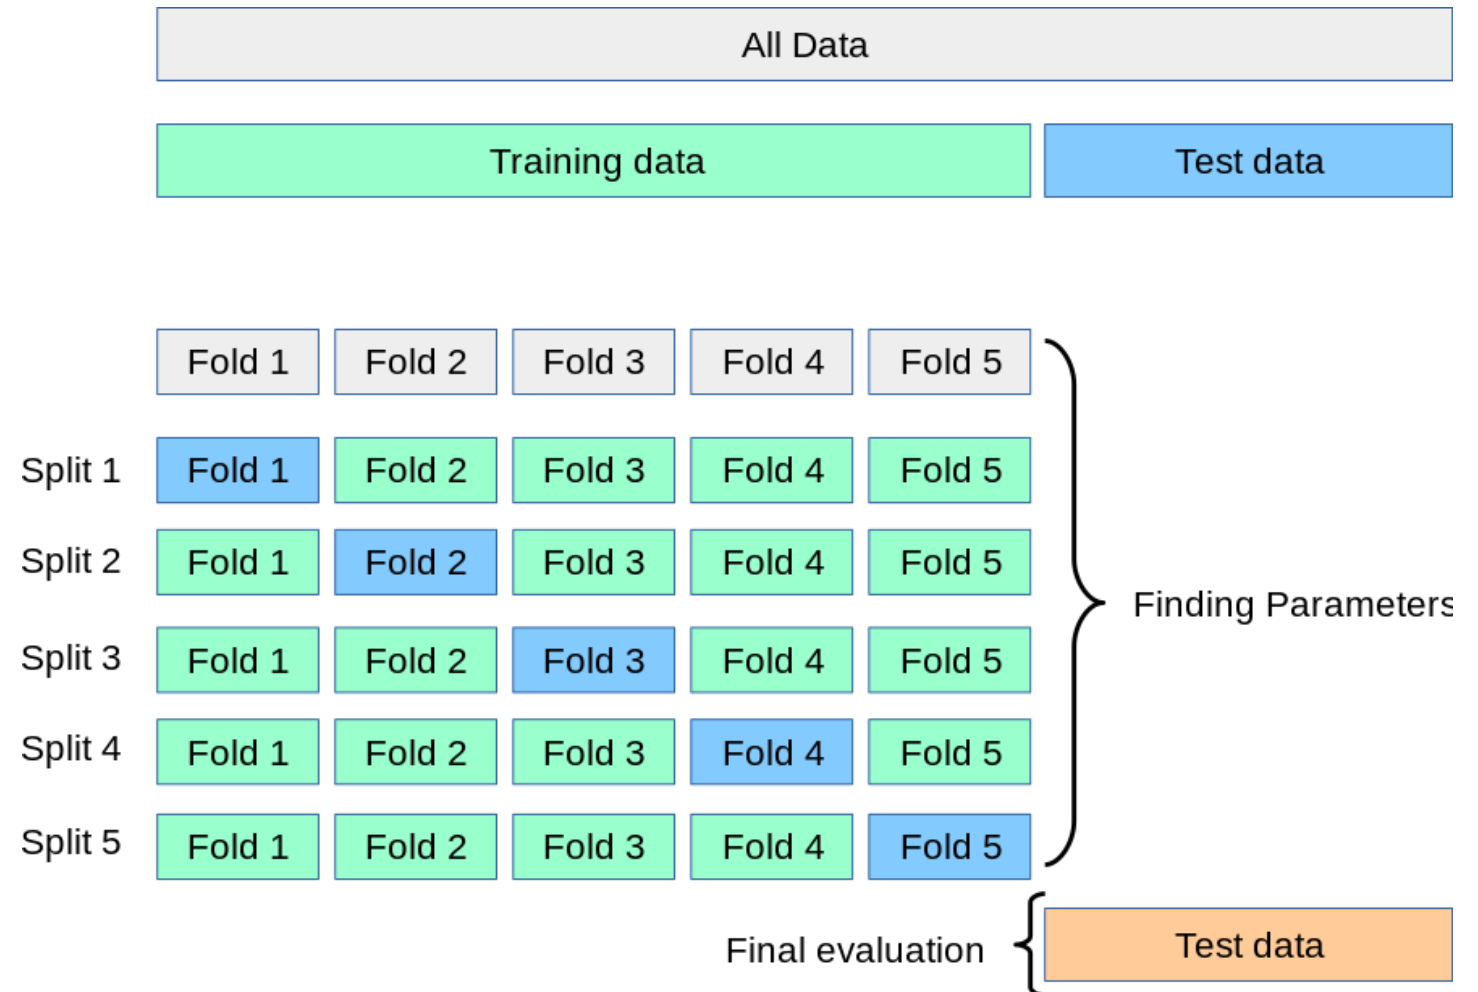 All Data
Training data Test data
Fold 1 Fold 2 Fold 3 Fold 4 Fold 5
Split 1 Fold 1 Fold 2 Fold 3 Fold 4 Fold 5
Split 2 Fold 1 Fold 2 Fold 3 Fold 4 Fold 5
Finding Parameters
Split 3 Fold 1 Fold 2 Fold 3 Fold 4 Fold 5
Split 4 Fold 1 Fold 2 Fold 3 Fold 4 Fold 5
Split 5 Fold 1 Fold 2 Fold 3 Fold 4 Fold 5
Final evaluation Test data